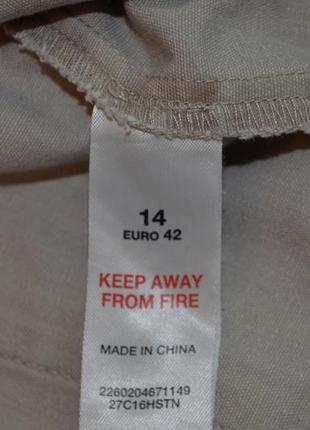 14
EURO 42
KEEP AWAY
FROM FIRE
MADE IN CHINA
2260204671149
27C16HSTN